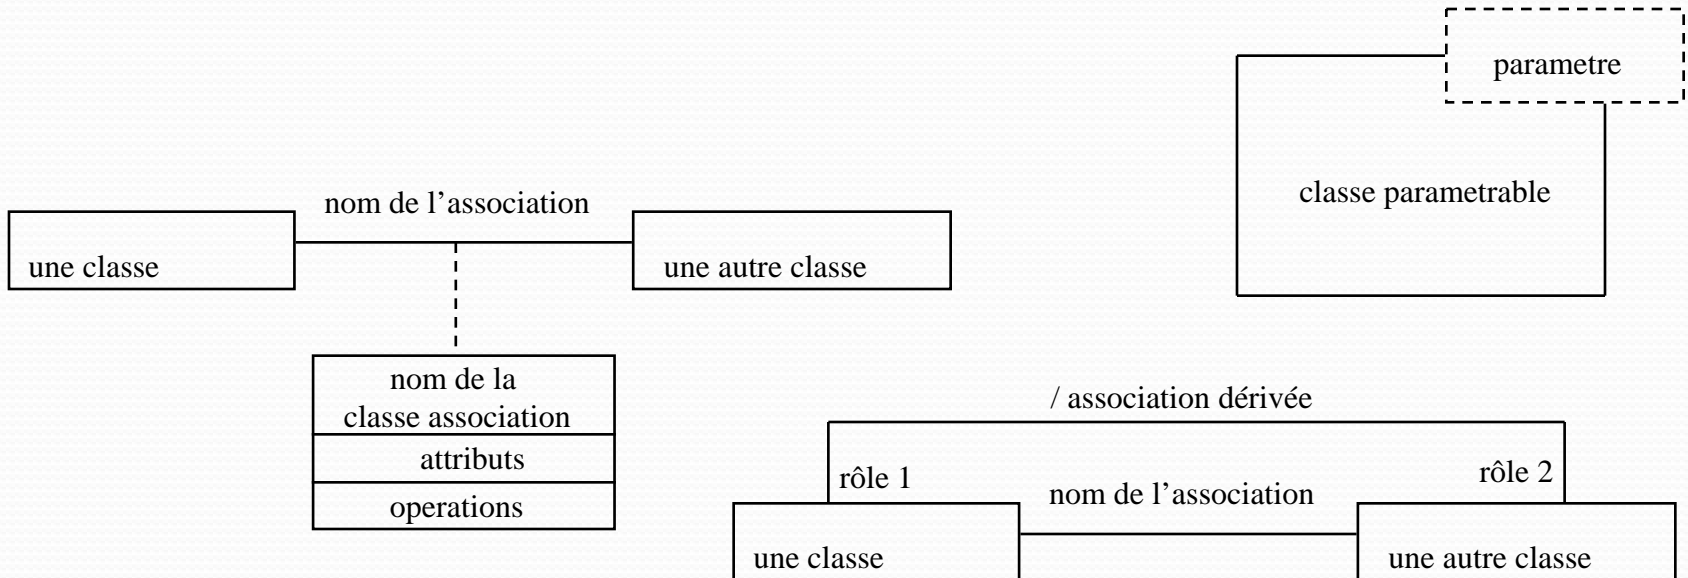 parametre
classe parametrable
nom de l’association
une classe
une autre classe
nom de la
classe association
attributs
operations
/ association dérivée
rôle 1
rôle 2
nom de l’association
une classe
une autre classe